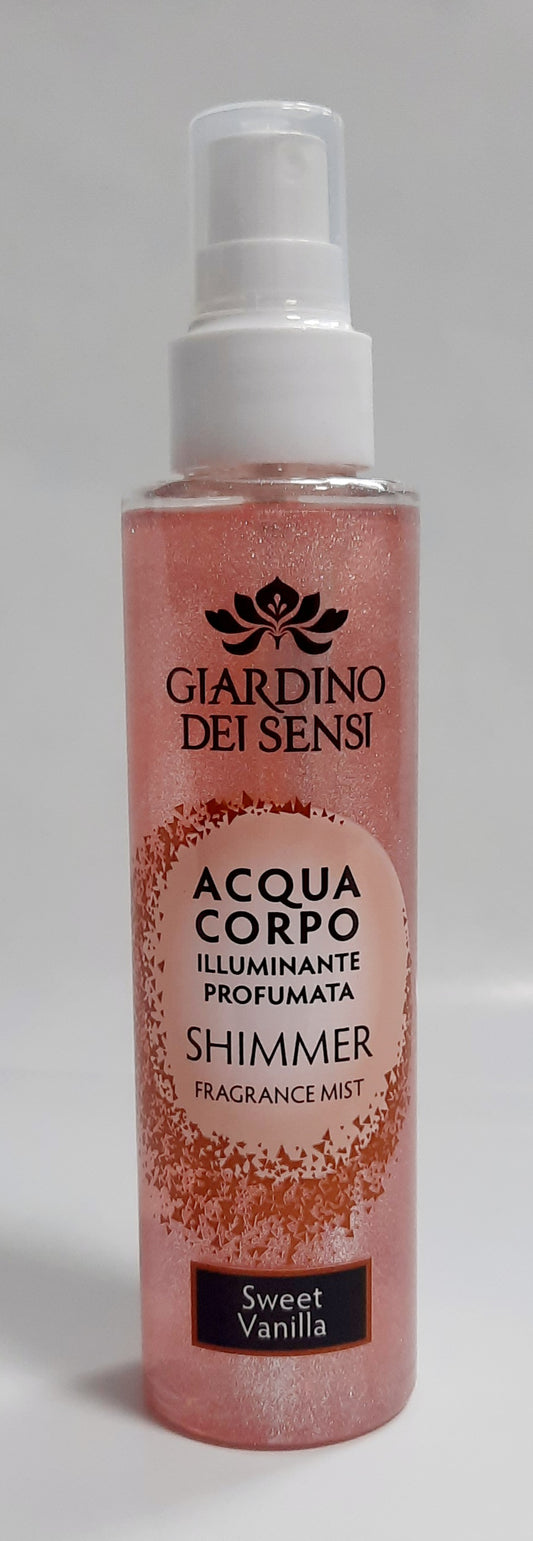 GIARDINO
DEI SENSI
ACQUA
CORPO
ILLUMINANTE
PROFUMATA
SHIMMER
FRAGRANCE MIST
Sweet
Vanilla